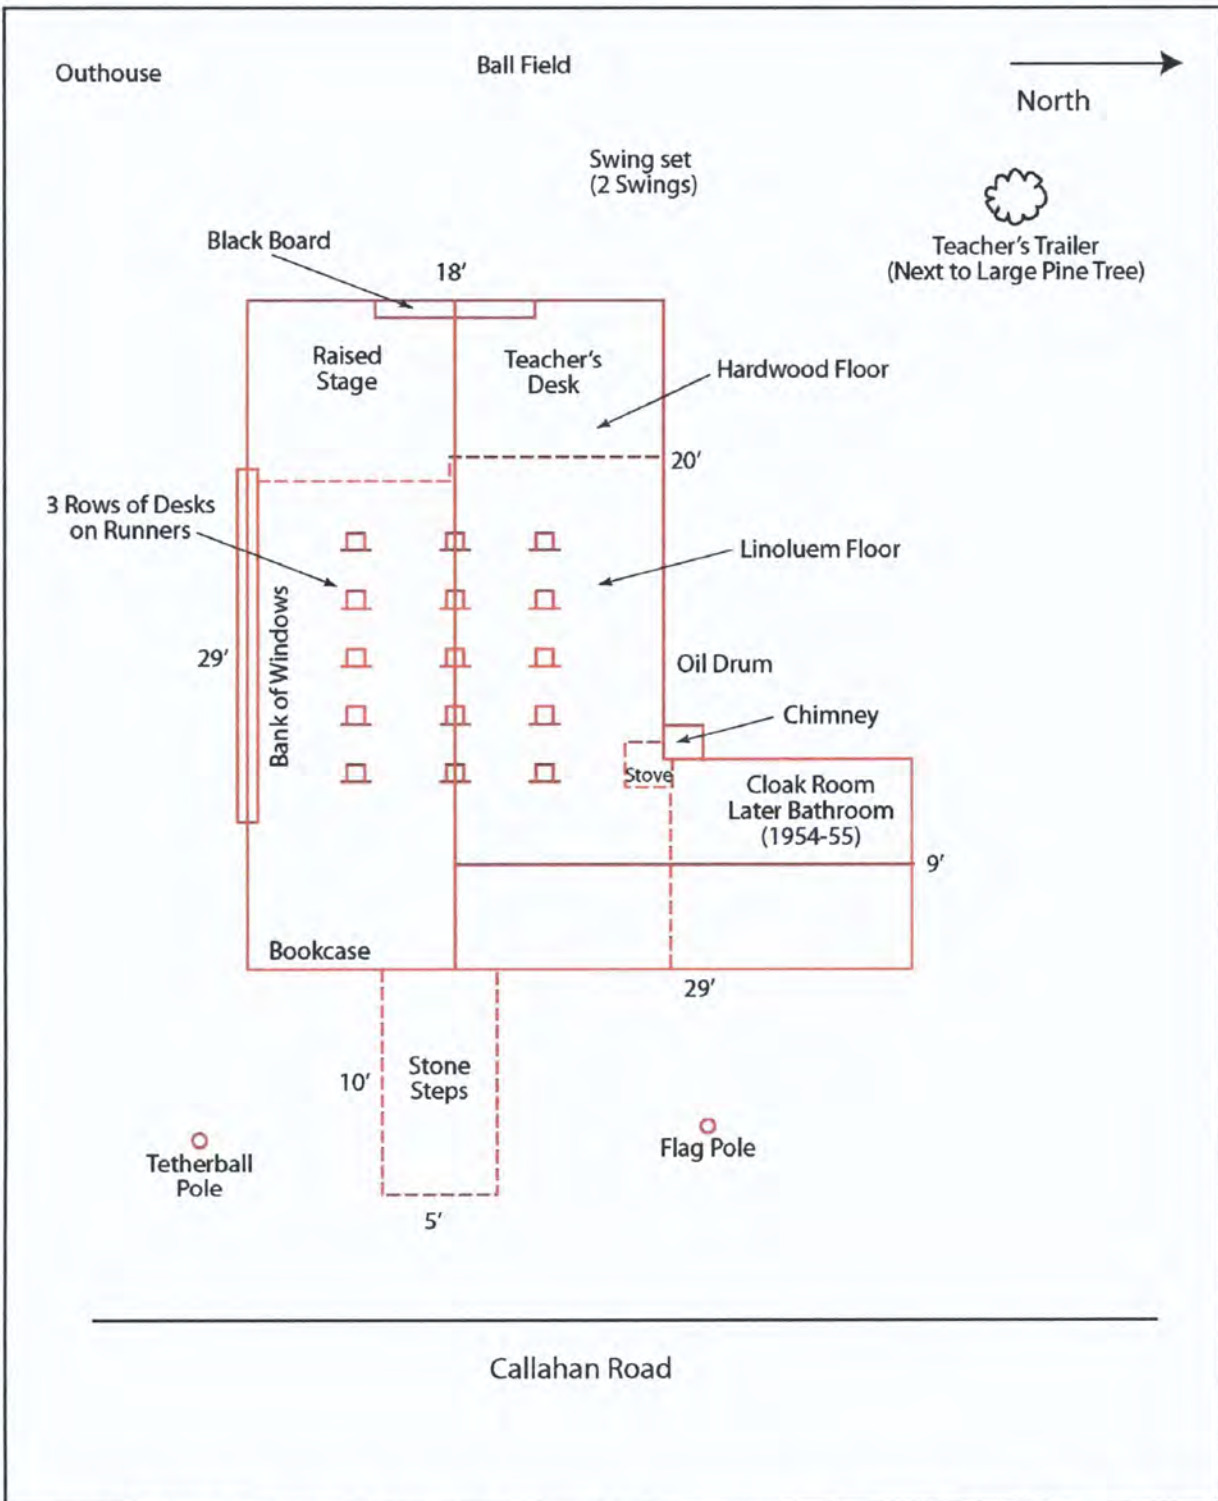 Outhouse
Ball Field
North
Swing set
(2 Swings)
Teacher's Trailer
(Next to Large Pine Tree)
Black Board
18'
Raised
Stage
Teacher's
Desk
Hardwood Floor
20'
3 Rows of Desks
on Runners
Linoluem Floor
29'
Bank of Windows
Oil Drum
Chimney
Stove
Cloak Room
Later Bathroom
(1954-55)
9'
Bookcase
29'
10'
Stone
Steps
Tetherball
Pole
Flag Pole
5'
Callahan Road